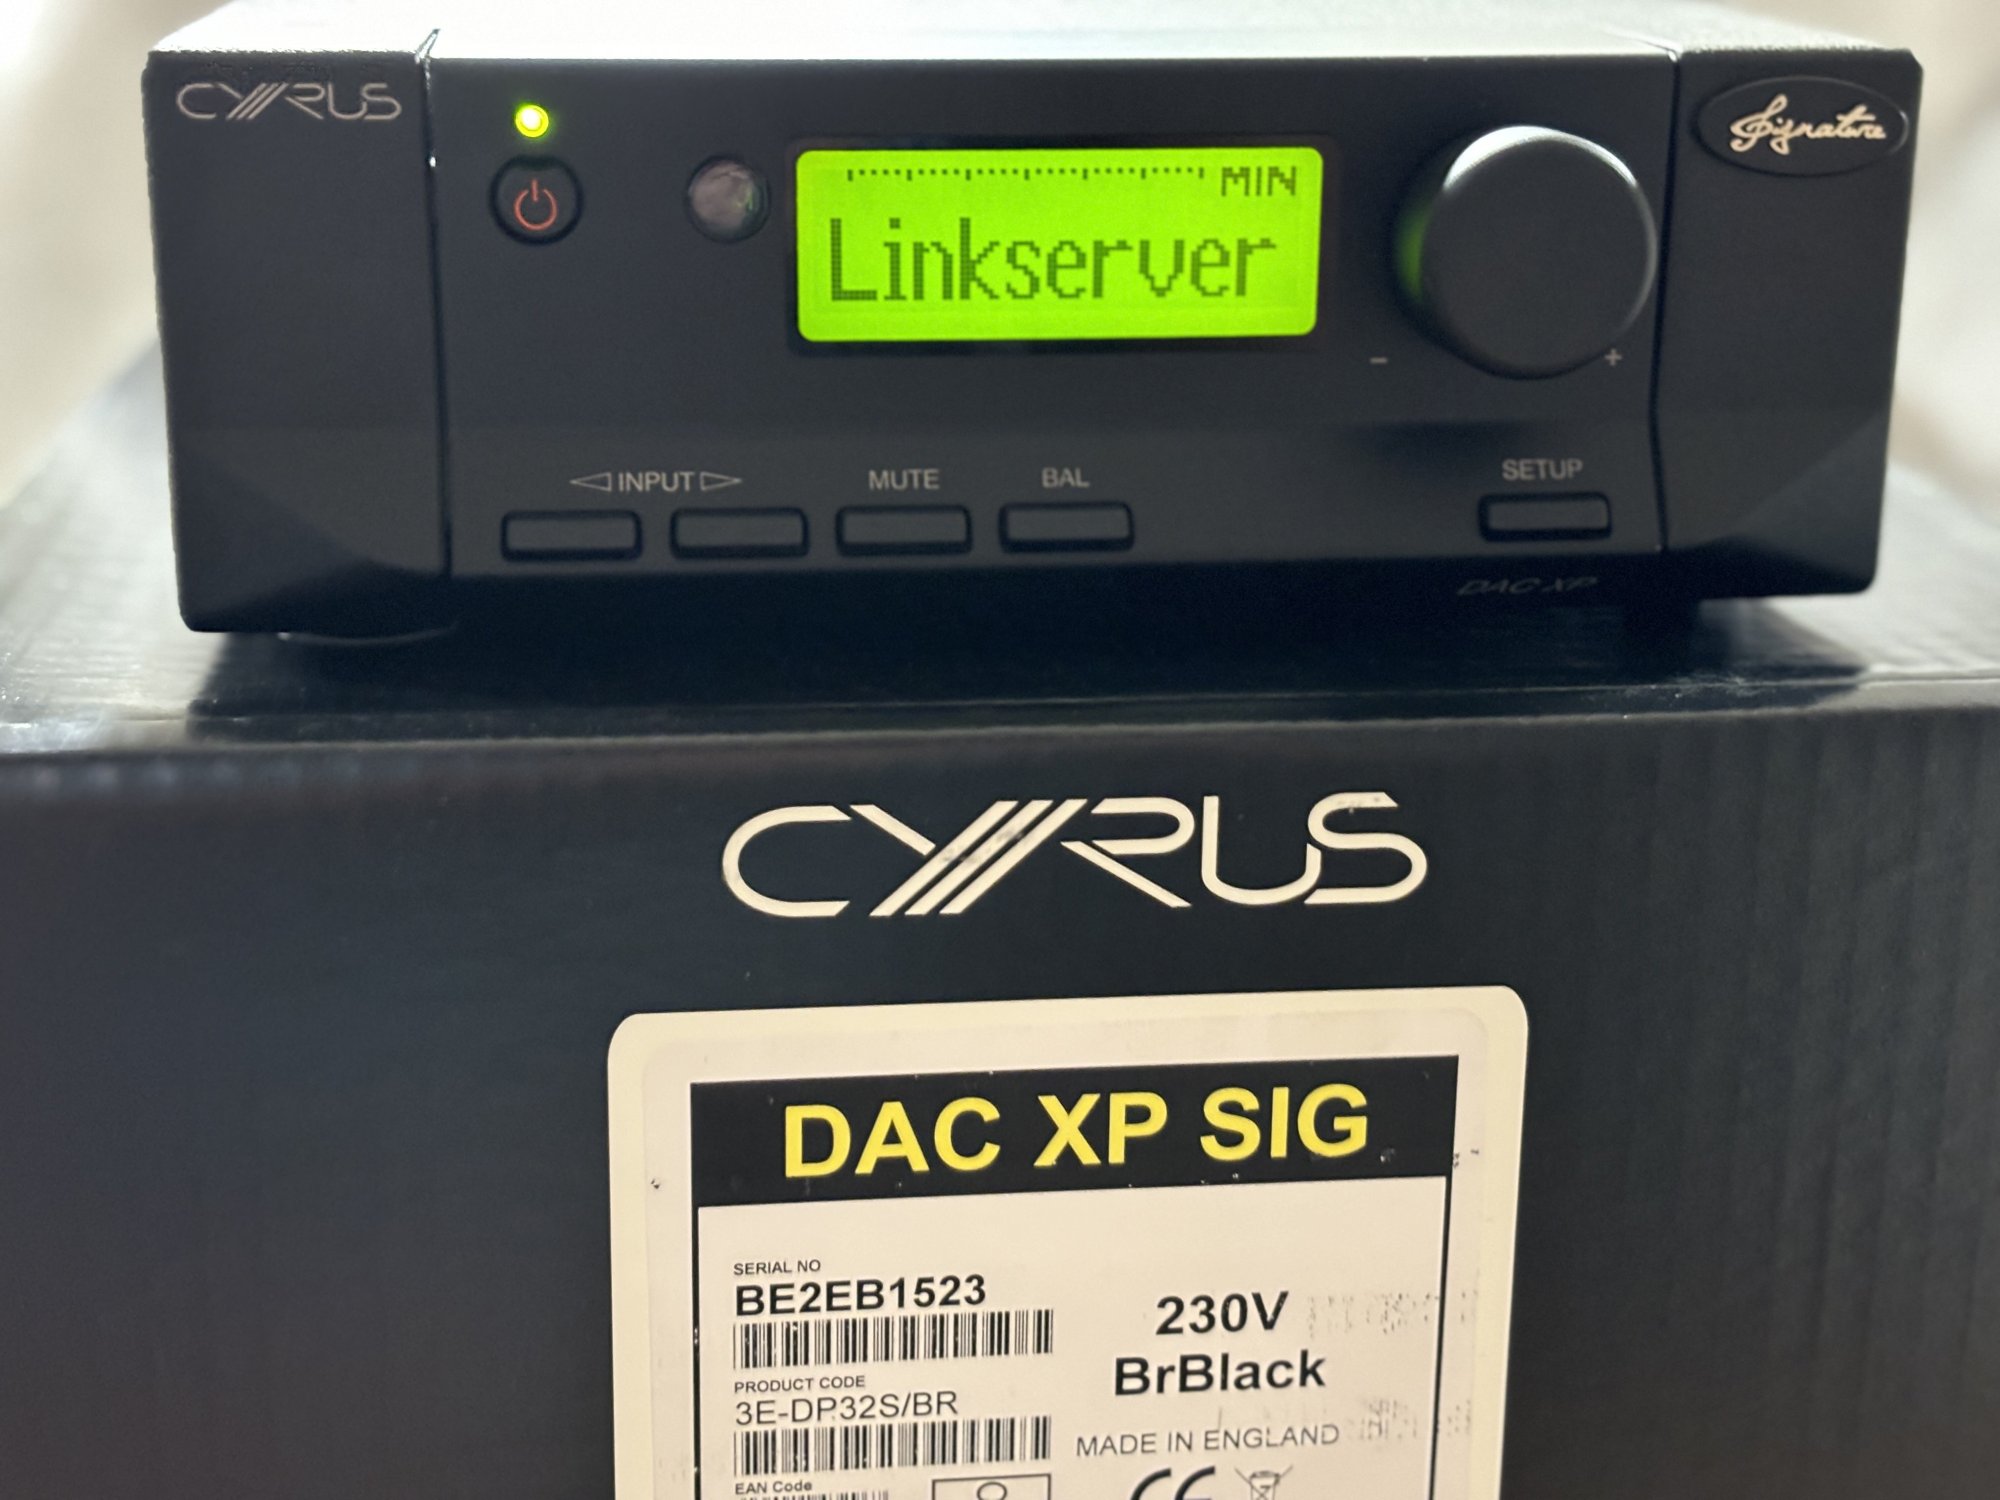 CYRUS
Signature
MIN
Linkserver
- +
INPUT MUTE BAL SETUP
DAC XP
CYRUS
DAC XP SIG
SERIAL NO
BE2EB1523
230V
BrBlack
PRODUCT CODE
3E-DP32S/BR
MADE IN ENGLAND
EAN Code
CE